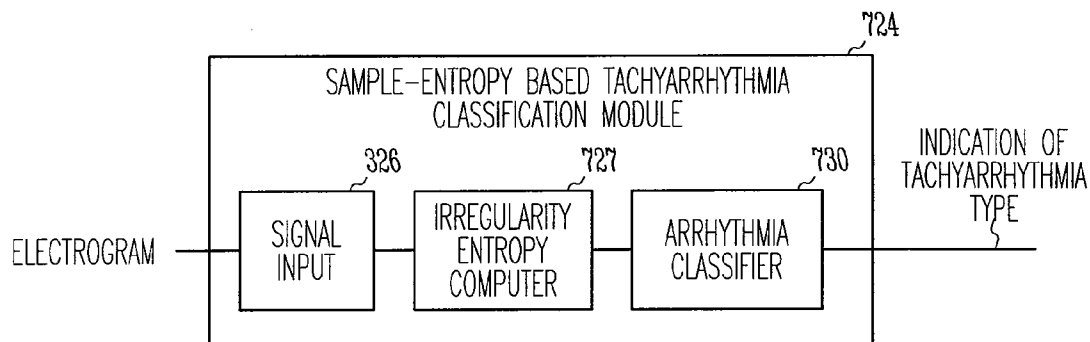 724
SAMPLE-ENTROPY BASED TACHYARRHYTHMIA
CLASSIFICATION MODULE
326
727
730
INDICATION OF
TACHYARRHYTHMIA
TYPE
ELECTROGRAM
SIGNAL
INPUT
IRREGULARITY
ENTROPY
COMPUTER
ARRHYTHMIA
CLASSIFIER